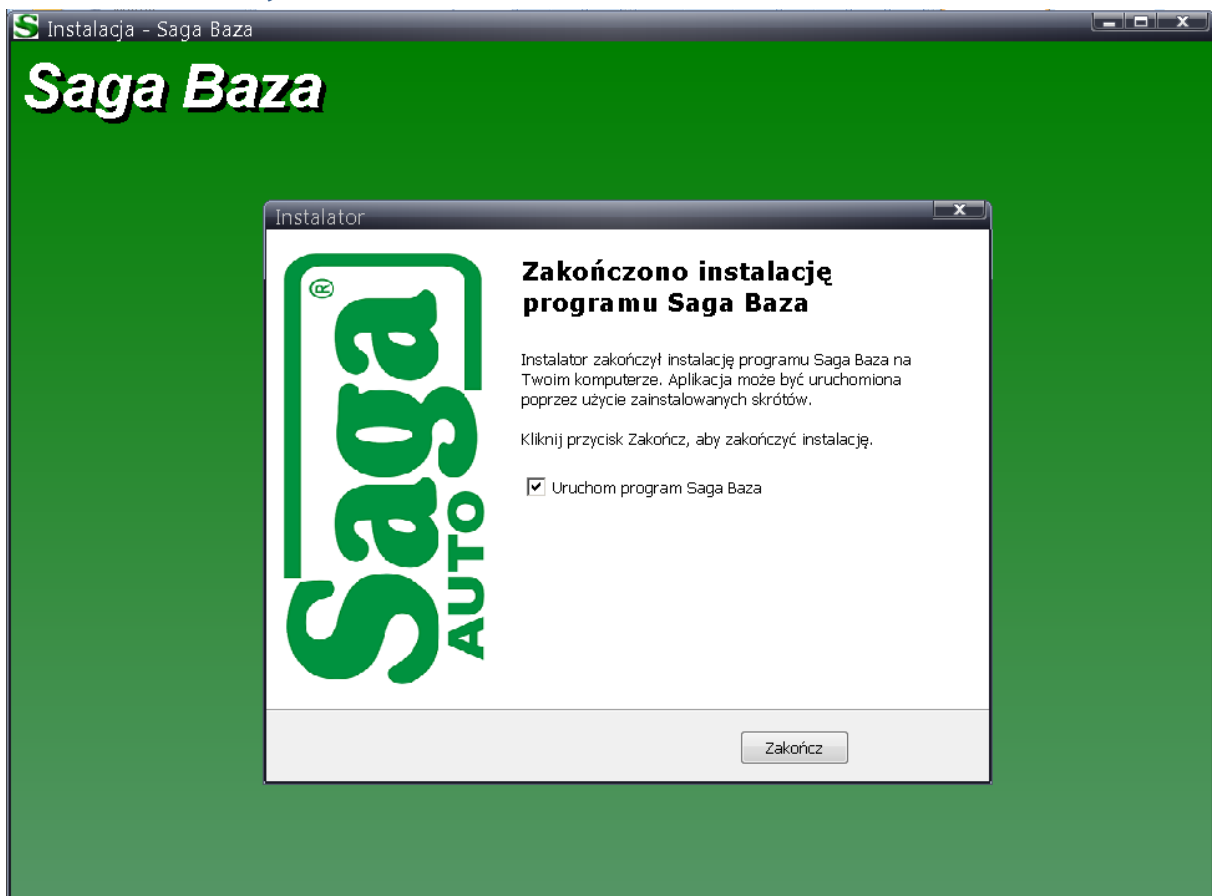 Instalacja - Saga Baza
Saga Baza
Instalator
Saga ®
AUTO
Zakończono instalację
programu Saga Baza
Instalator zakończył instalację programu Saga Baza na
Twoim komputerze. Aplikacja może być uruchomiona
poprzez użycie zainstalowanych skrótów.
Kliknij przycisk Zakończ, aby zakończyć instalację.
Uruchom program Saga Baza
Zakończ